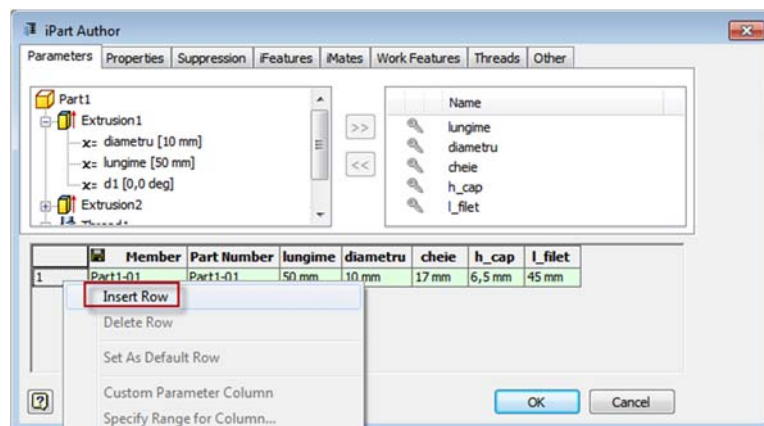 iPart Author
Parameters Properties Suppression iFeatures iMates Work Features Threads Other
Part1
Extrusion1
x= diametru [10 mm]
x= lungime [50 mm]
x= d1 [0,0 deg]
Extrusion2
>>
<<
Name
lungime
diametru
cheie
h_cap
l_filet
Member Part Number lungime diametru cheie h_cap l_filet
1 Part1-01 Part1-01 50 mm 10 mm 17 mm 6,5 mm 45 mm
Insert Row
Delete Row
Set As Default Row
Custom Parameter Column
Specify Range for Column...
? OK Cancel